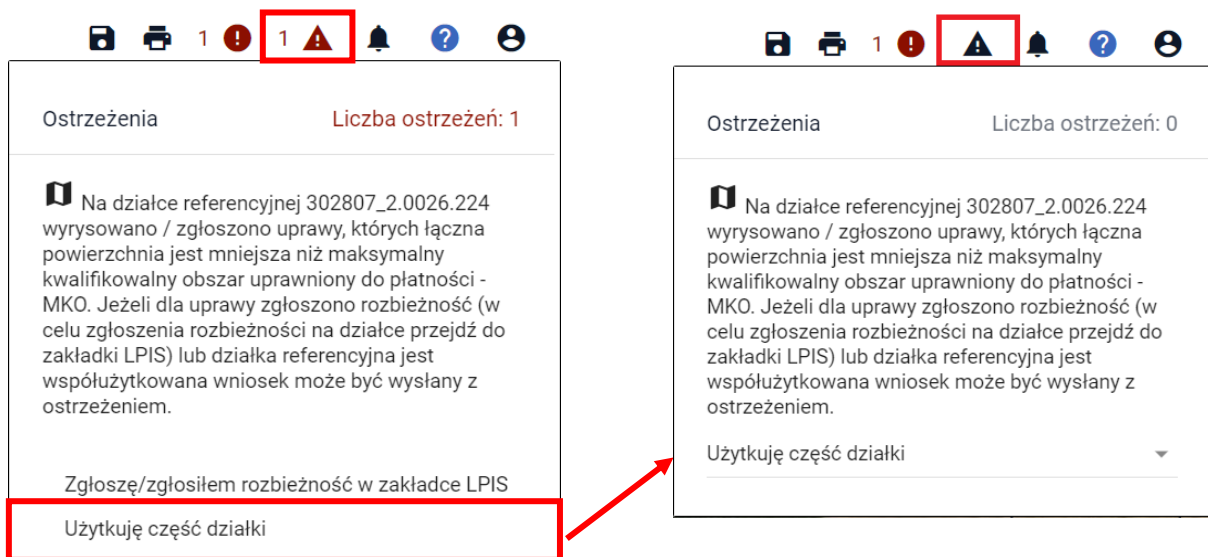 1 1
Ostrzeżenia Liczba ostrzeżeń: 1
Na działce referencyjnej 302807_2.0026.224
wyrysowano / zgłoszono uprawy, których łączna
powierzchnia jest mniejsza niż maksymalny
kwalifikowalny obszar uprawniony do płatności -
MKO. Jeżeli dla uprawy zgłoszono rozbieżność (w
celu zgłoszenia rozbieżności na działce przejdź do
zakładki LPIS) lub działka referencyjna jest
współużytkowana wniosek może być wysłany z
ostrzeżeniem.
Zgłoszę/zgłosiłem rozbieżność w zakładce LPIS
Użytkuję część działki
1
Ostrzeżenia Liczba ostrzeżeń: 0
Na działce referencyjnej 302807_2.0026.224
wyrysowano / zgłoszono uprawy, których łączna
powierzchnia jest mniejsza niż maksymalny
kwalifikowalny obszar uprawniony do płatności -
MKO. Jeżeli dla uprawy zgłoszono rozbieżność (w
celu zgłoszenia rozbieżności na działce przejdź do
zakładki LPIS) lub działka referencyjna jest
współużytkowana wniosek może być wysłany z
ostrzeżeniem.
Użytkuję część działki